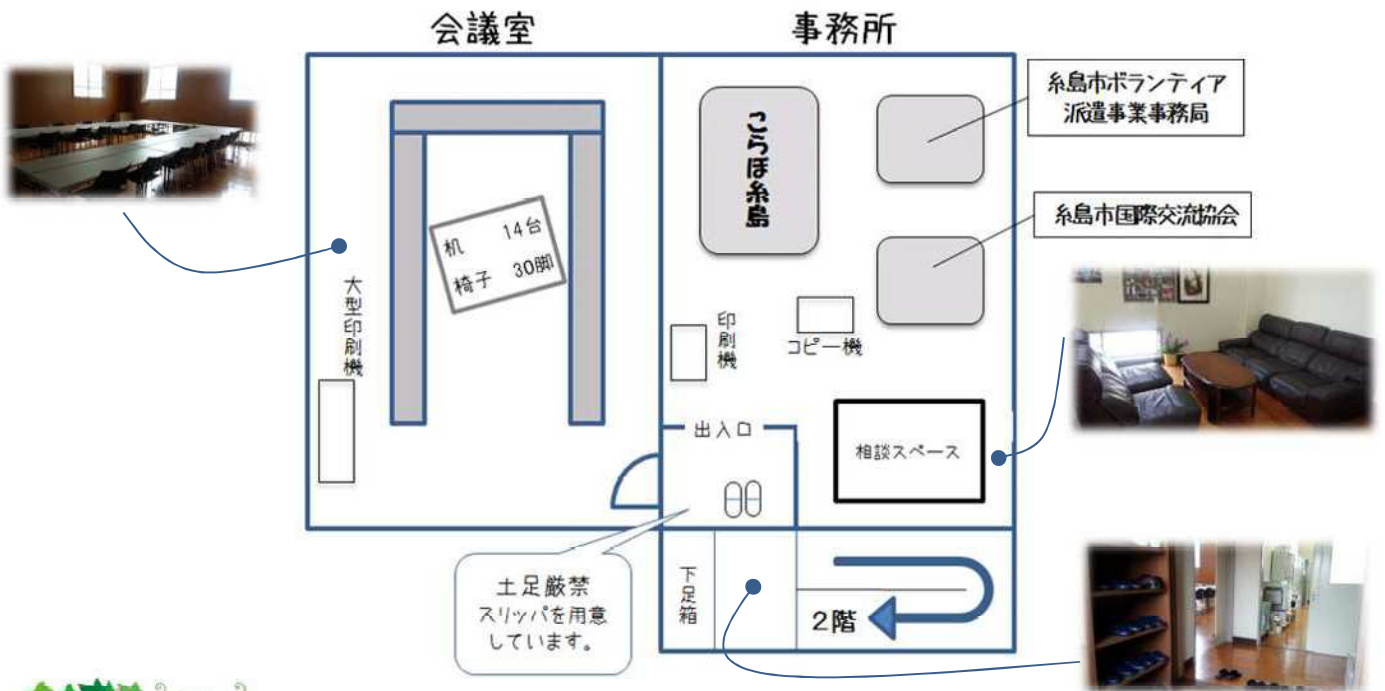 会議室
事務所
糸島市ボランティア
派遣事業事務局
こらぼ糸島
糸島市国際交流協会
机 14台
椅子 30脚
大型印刷機
印刷機
コピー機
出入口
相談スペース
土足厳禁
スリッパを用意
しています。
下足箱
2階